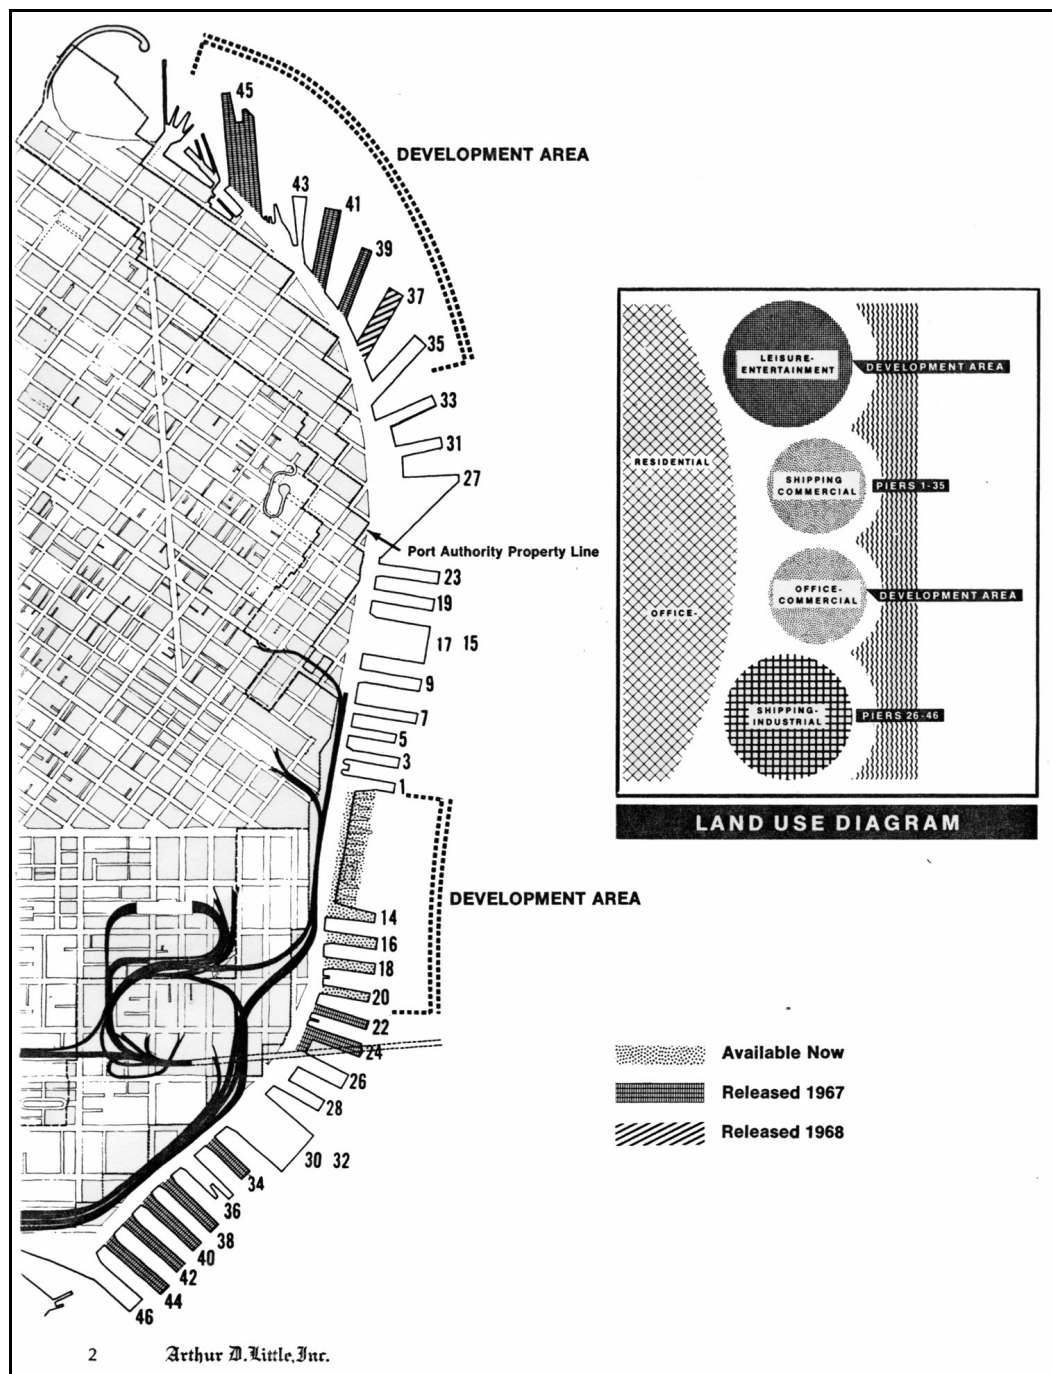 45
DEVELOPMENT AREA
43
41
39
37
35
33
31
27
Port Authority Property Line
23
19
17 15
9
7
5
3
1
DEVELOPMENT AREA
14
16
18
20
22
24
26
28
30 32
34
36
38
40
42
44
46
LEISURE-
ENTERTAINMENT
DEVELOPMENT AREA
RESIDENTIAL
SHIPPING
COMMERCIAL
PIERS 1-35
OFFICE-
COMMERCIAL
DEVELOPMENT AREA
OFFICE-
SHIPPING-
INDUSTRIAL
PIERS 26-46
LAND USE DIAGRAM
Available Now
Released 1967
Released 1968
2
Arthur D. Little, Inc.